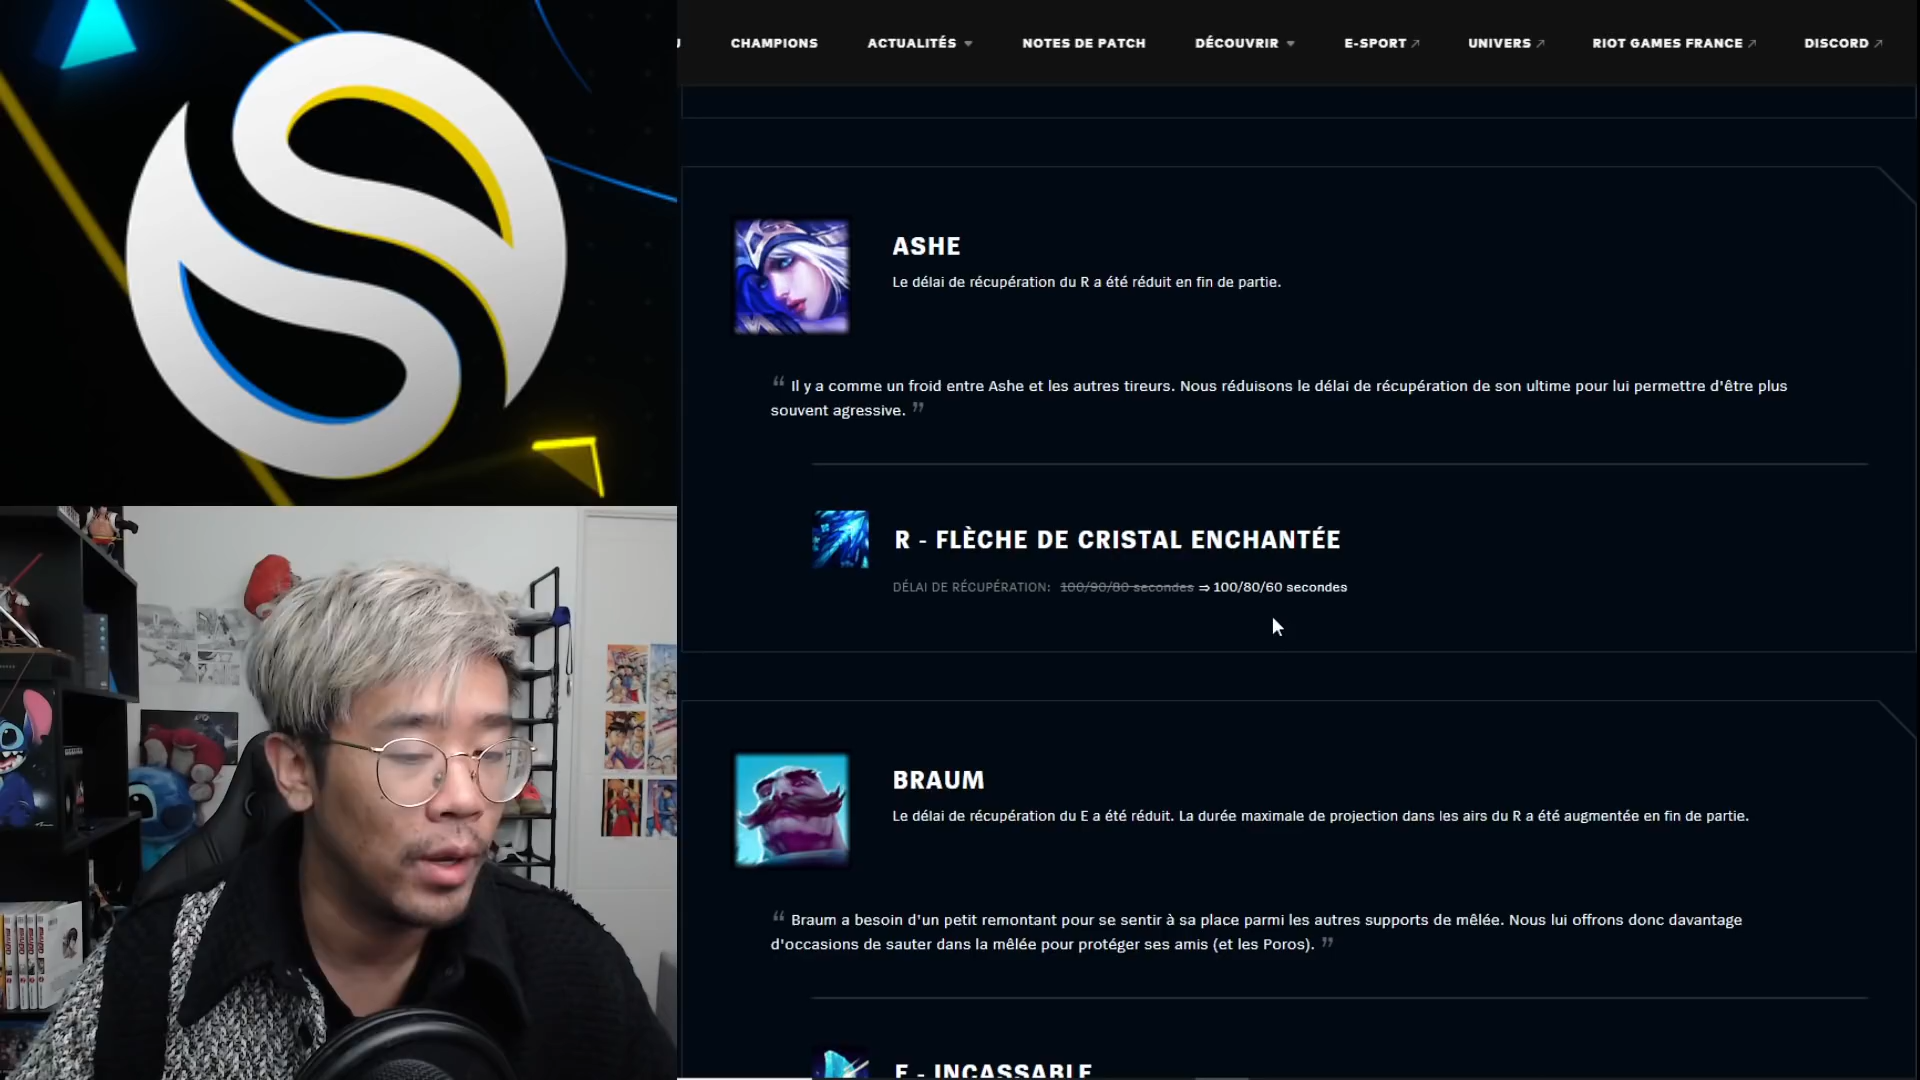 CHAMPIONS
ACTUALITÉS
NOTES DE PATCH
DÉCOUVRIR
E-SPORT
UNIVERS
RIOT GAMES FRANCE
DISCORD
ASHE
Le délai de récupération du R a été réduit en fin de partie.
“ Il y a comme un froid entre Ashe et les autres tireurs. Nous réduisons le délai de récupération de son ultime pour lui permettre d'être plus
souvent agressive. ”
R - FLÈCHE DE CRISTAL ENCHANTÉE
DÉLAI DE RÉCUPÉRATION: 100/90/80 secondes ⇒ 100/80/60 secondes
BRAUM
Le délai de récupération du E a été réduit. La durée maximale de projection dans les airs du R a été augmentée en fin de partie.
“ Braum a besoin d'un petit remontant pour se sentir à sa place parmi les autres supports de mêlée. Nous lui offrons donc davantage
d'occasions de sauter dans la mêlée pour protéger ses amis (et les Poros). ”
E - INCASSABLE